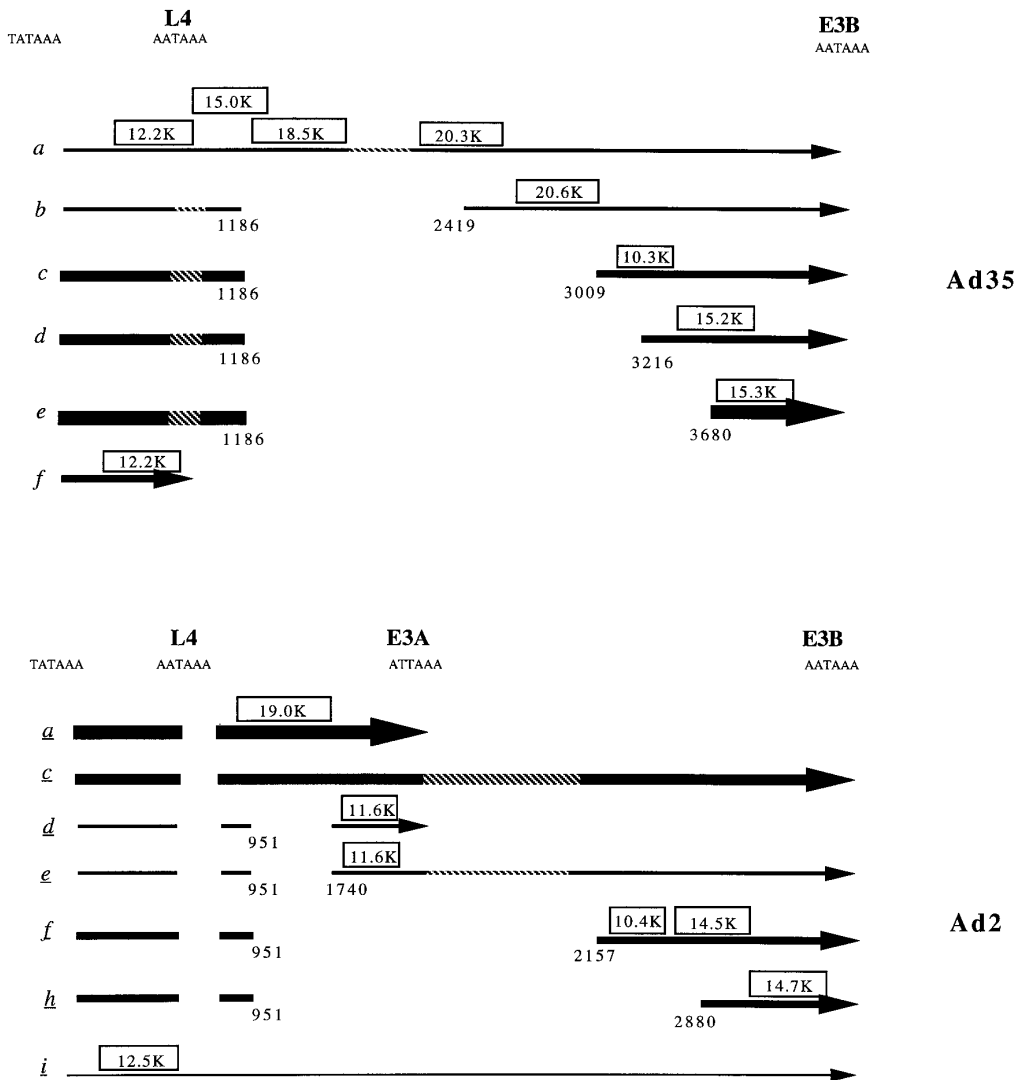 L4
E3B
TATAAA
AATAAA
AATAAA
15.0K
12.2K
18.5K
20.3K
a
b
20.6K
1186
2419
c
10.3K
1186
3009
Ad35
d
15.2K
1186
3216
e
15.3K
1186
3680
f
12.2K
L4
E3A
E3B
TATAAA
AATAAA
ATTAAA
AATAAA
a
19.0K
c
d
11.6K
951
e
11.6K
951
1740
f
10.4K
14.5K
951
2157
Ad2
h
14.7K
951
2880
i
12.5K